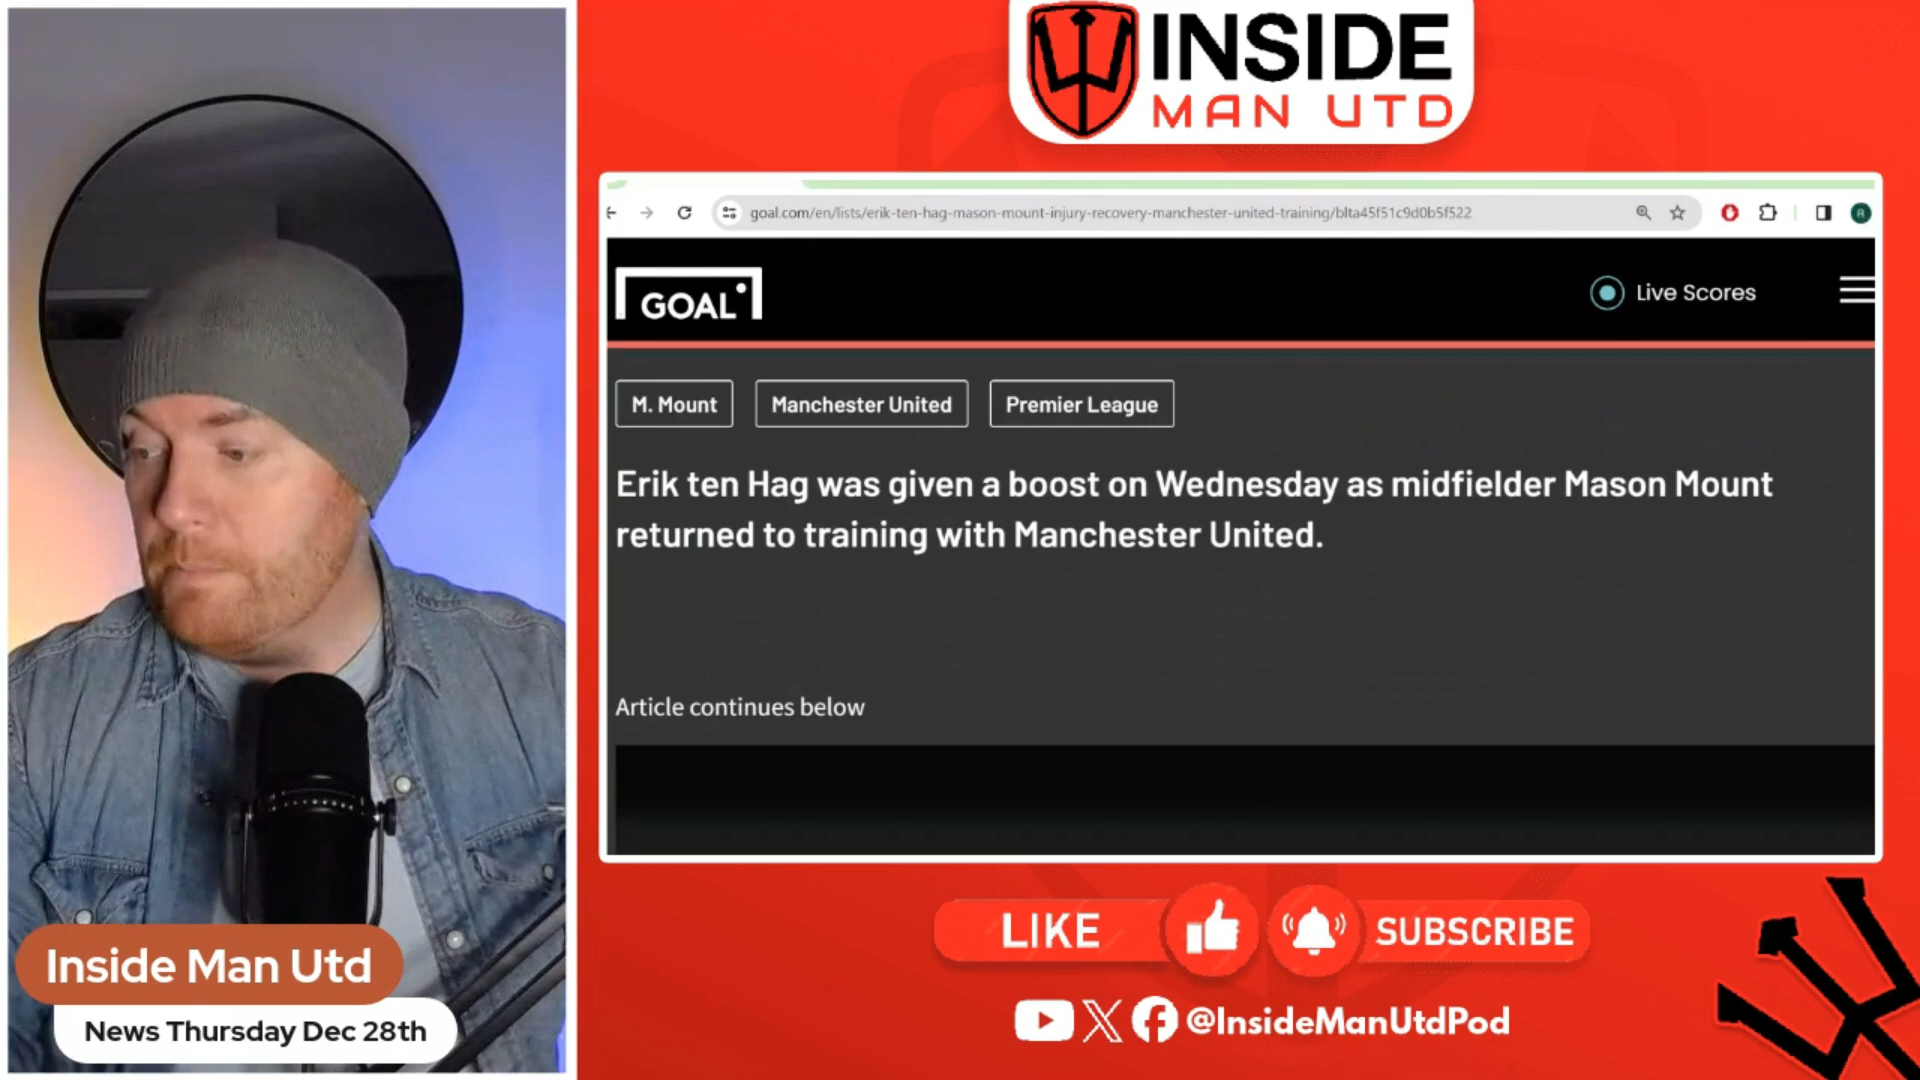 INSIDE
MAN UTD
goal.com/en/lists/erik-ten-hag-mason-mount-injury-recovery-manchester-united-training/blta45f51c9d0b5f522
R
GOAL
Live Scores
M. Mount
Manchester United
Premier League
Erik ten Hag was given a boost on Wednesday as midfielder Mason Mount
returned to training with Manchester United.
Article continues below
LIKE
SUBSCRIBE
@InsideManUtdPod
Inside Man Utd
News Thursday Dec 28th